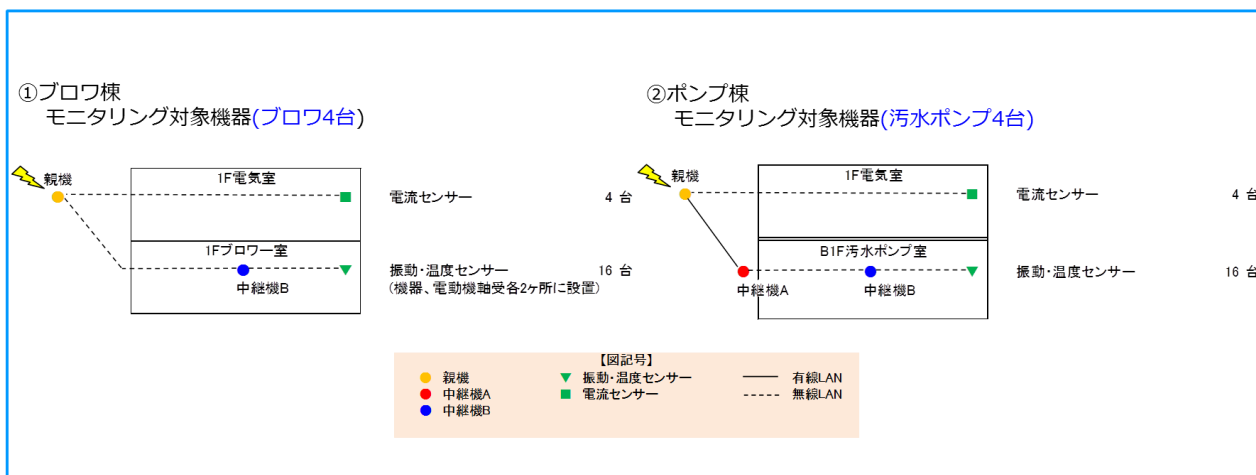 ①ブロワ棟
モニタリング対象機器(ブロワ4台)
親機
1F電気室
電流センサー 4 台
1Fブロワー室
中継機B
振動・温度センサー 16 台
(機器、電動機軸受各2ヶ所に設置)
②ポンプ棟
モニタリング対象機器(汚水ポンプ4台)
親機
1F電気室
電流センサー 4 台
B1F汚水ポンプ室
中継機A 中継機B
振動・温度センサー 16 台
【図記号】
親機 振動・温度センサー 有線LAN
中継機A 電流センサー 無線LAN
中継機B